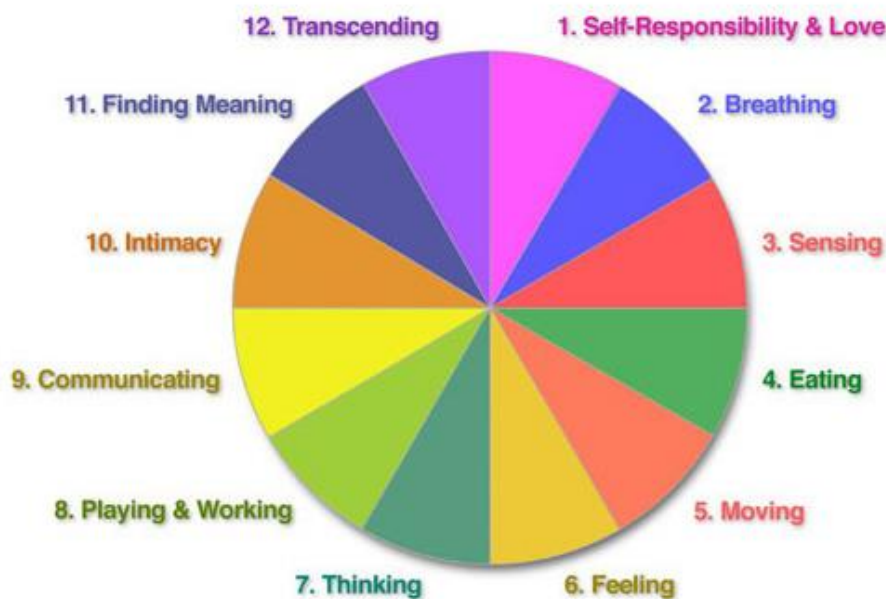 1. Self-Responsibility & Love
2. Breathing
3. Sensing
4. Eating
5. Moving
6. Feeling
7. Thinking
8. Playing & Working
9. Communicating
10. Intimacy
11. Finding Meaning
12. Transcending